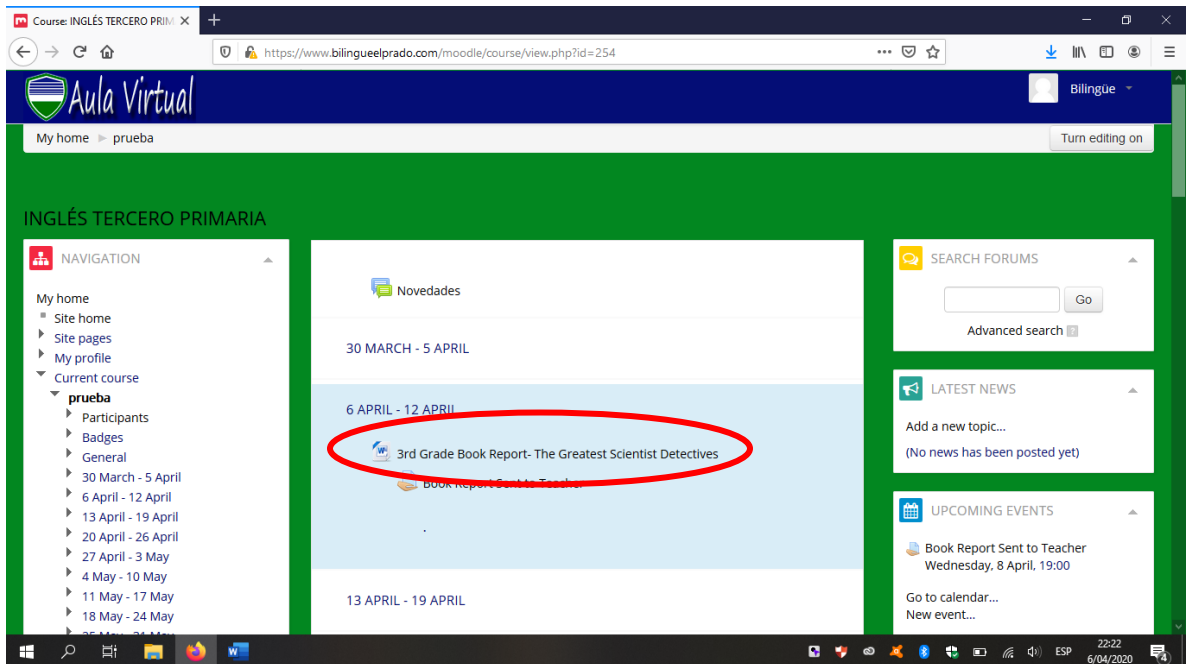 Course: INGLÉS TERCERO PRIM
https://www.bilingueelprado.com/moodle/course/view.php?id=254
Aula Virtual
Bilingüe
My home ▶ prueba
Turn editing on
INGLÉS TERCERO PRIMARIA
NAVIGATION
My home
Site home
Site pages
My profile
Current course
prueba
Participants
Badges
General
30 March - 5 April
6 April - 12 April
13 April - 19 April
20 April - 26 April
27 April - 3 May
4 May - 10 May
11 May - 17 May
18 May - 24 May
25 May - 31 May
Novedades
30 MARCH - 5 APRIL
6 APRIL - 12 APRIL
3rd Grade Book Report- The Greatest Scientist Detectives
Book Report Sent to Teacher
.
13 APRIL - 19 APRIL
SEARCH FORUMS
Go
Advanced search
LATEST NEWS
Add a new topic...
(No news has been posted yet)
UPCOMING EVENTS
Book Report Sent to Teacher
Wednesday, 8 April, 19:00
Go to calendar...
New event...
ESP
22:22
6/04/2020
4